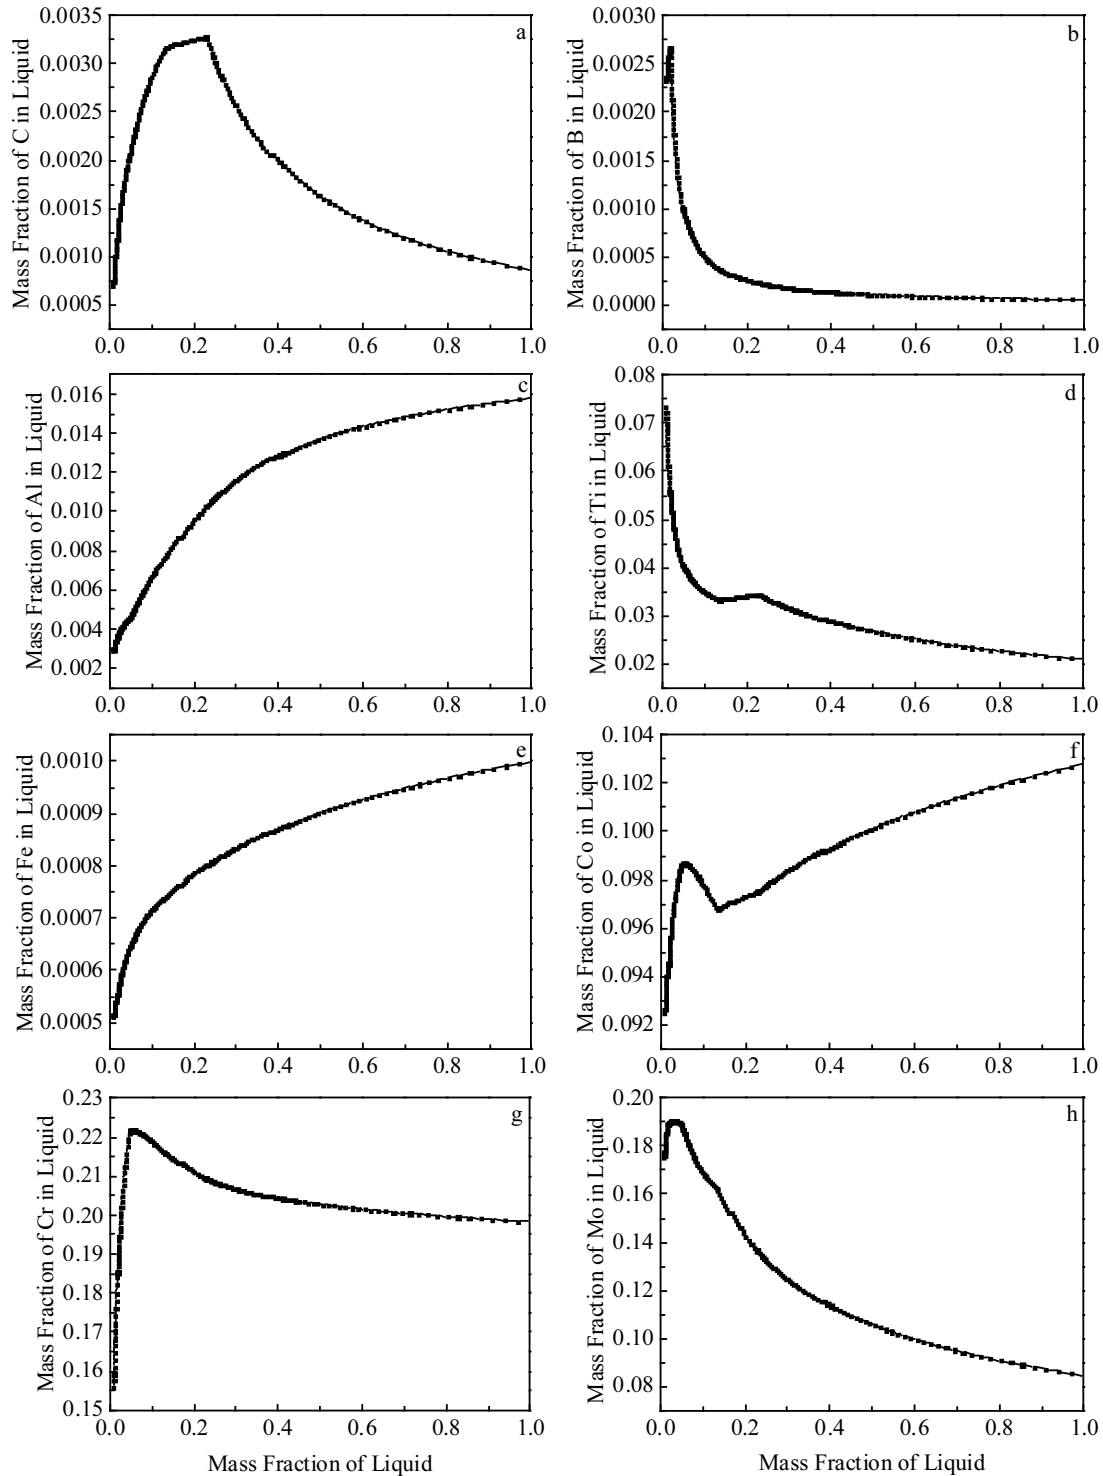 a
Mass Fraction of C in Liquid
0.0035
0.0030
0.0025
0.0020
0.0015
0.0010
0.0005
0.0 0.2 0.4 0.6 0.8 1.0
b
Mass Fraction of B in Liquid
0.0030
0.0025
0.0020
0.0015
0.0010
0.0005
0.0000
0.0 0.2 0.4 0.6 0.8 1.0
c
Mass Fraction of Al in Liquid
0.016
0.014
0.012
0.010
0.008
0.006
0.004
0.002
0.0 0.2 0.4 0.6 0.8 1.0
d
Mass Fraction of Ti in Liquid
0.08
0.07
0.06
0.05
0.04
0.03
0.02
0.0 0.2 0.4 0.6 0.8 1.0
e
Mass Fraction of Fe in Liquid
0.0010
0.0009
0.0008
0.0007
0.0006
0.0005
0.0 0.2 0.4 0.6 0.8 1.0
f
Mass Fraction of Co in Liquid
0.104
0.102
0.100
0.098
0.096
0.094
0.092
0.0 0.2 0.4 0.6 0.8 1.0
g
Mass Fraction of Cr in Liquid
0.23
0.22
0.21
0.20
0.19
0.18
0.17
0.16
0.15
0.0 0.2 0.4 0.6 0.8 1.0
Mass Fraction of Liquid
h
Mass Fraction of Mo in Liquid
0.20
0.18
0.16
0.14
0.12
0.10
0.08
0.0 0.2 0.4 0.6 0.8 1.0
Mass Fraction of Liquid